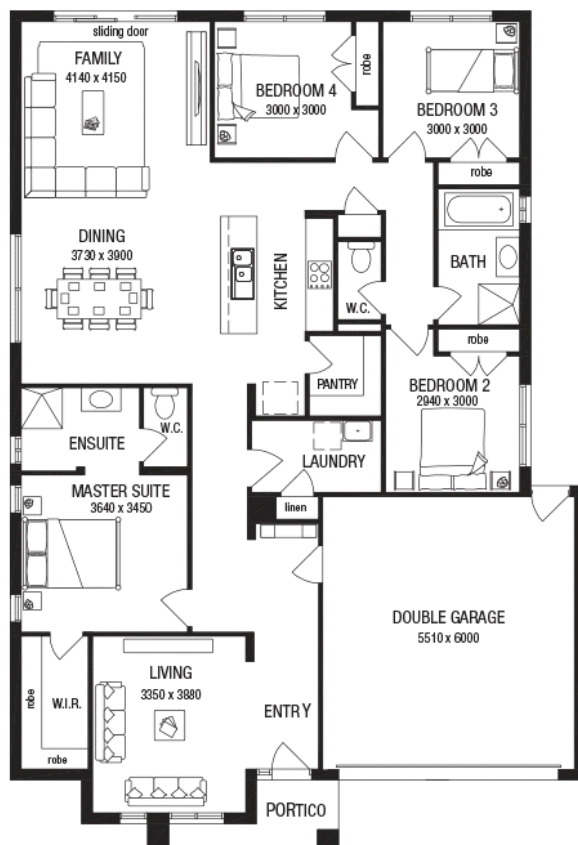 sliding door
FAMILY
4140 x 4150
BEDROOM 4
3000 x 3000
robe
BEDROOM 3
3000 x 3000
robe
DINING
3730 x 3900
KITCHEN
W.C.
BATH
PANTRY
robe
BEDROOM 2
2940 x 3000
ENSUITE
W.C.
LAUNDRY
MASTER SUITE
3640 x 3450
linen
DOUBLE GARAGE
5510 x 6000
robe
W.I.R.
robe
LIVING
3350 x 3880
ENTRY
PORTICO